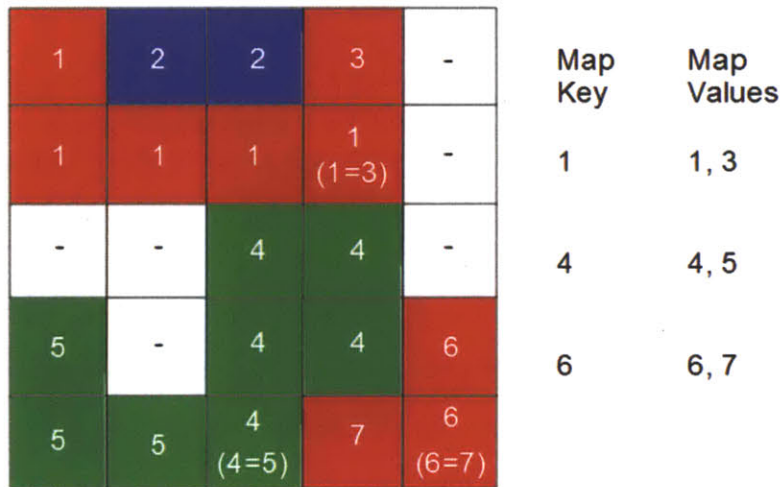 1 2 2 3 -
1 1 1 1 -
(1=3)
- - 4 4 -
5 - 4 4 6
5 5 4 7 6
(4=5) (6=7)
Map Map
Key Values
1 1, 3
4 4, 5
6 6, 7